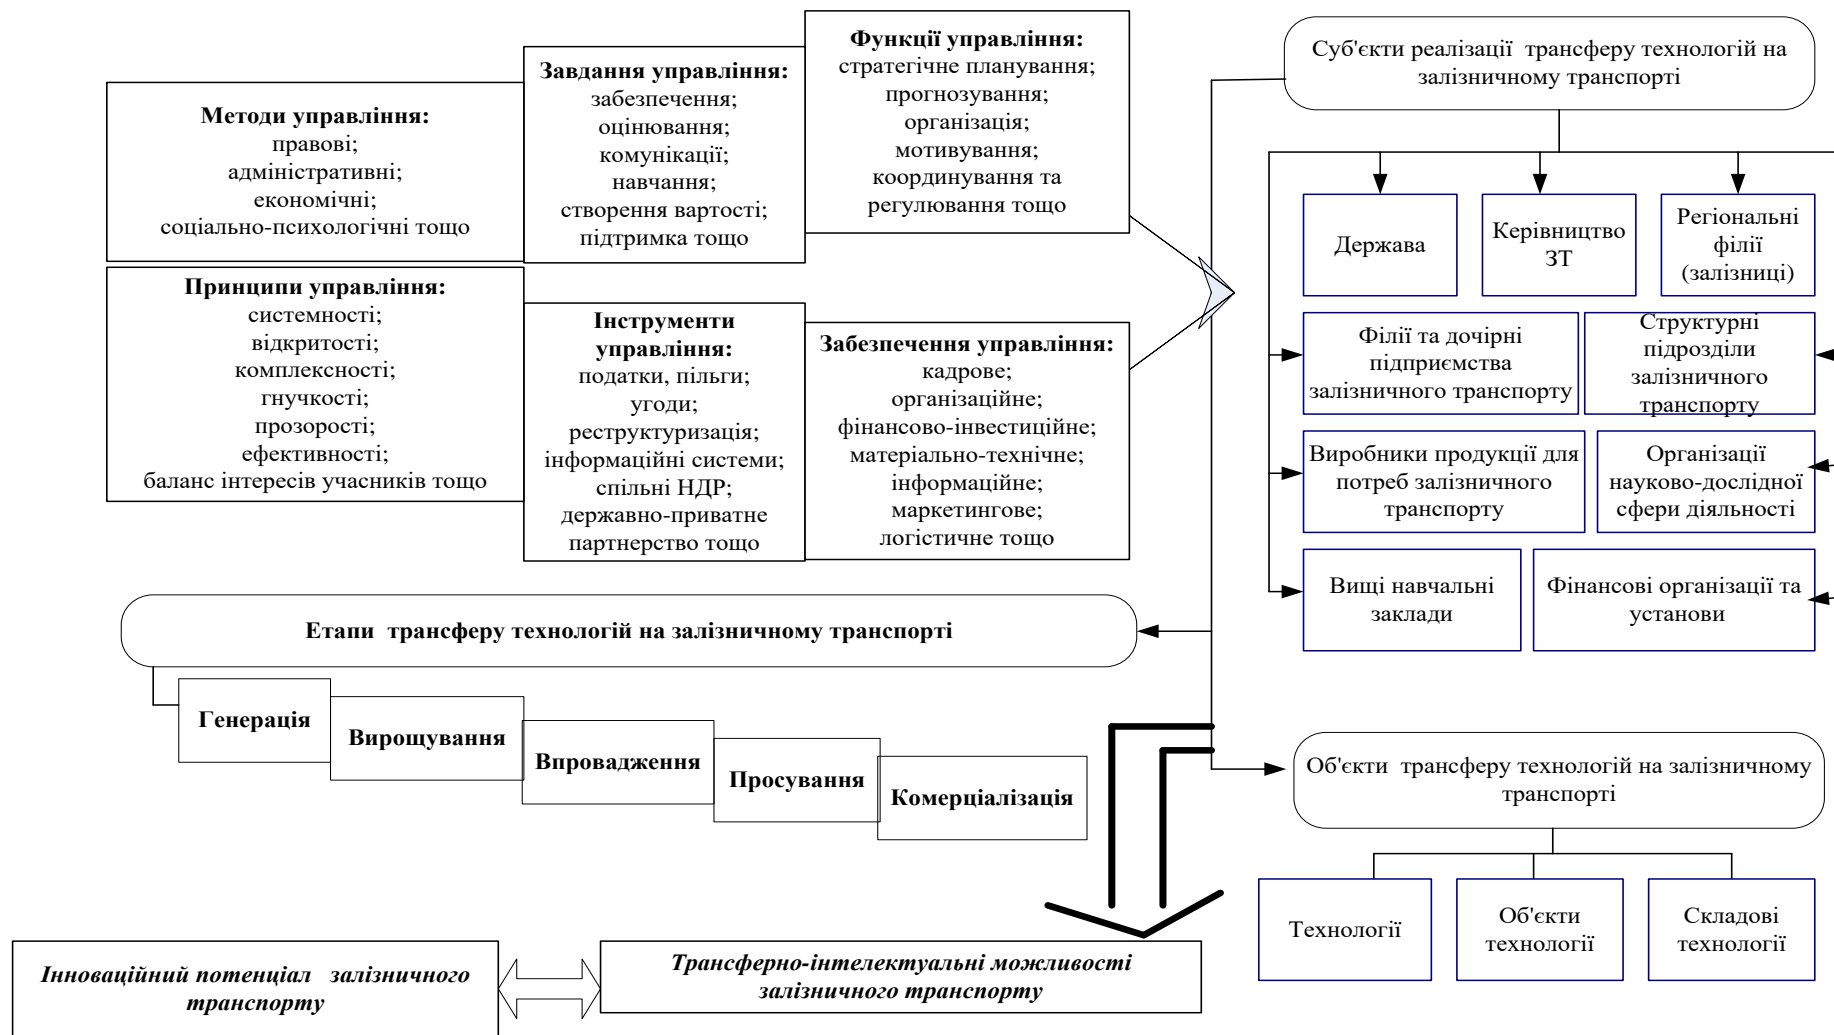 Методи управління:
правові;
адміністративні;
економічні;
соціально-психологічні тощо
Завдання управління:
забезпечення;
оцінювання;
комунікації;
навчання;
створення вартості;
підтримка тощо
Функції управління:
стратегічне планування;
прогнозування;
організація;
мотивування;
координування та
регулювання тощо
Принципи управління:
системності;
відкритості;
комплексності;
гнучкості;
прозорості;
ефективності;
баланс інтересів учасників тощо
Інструменти
управління:
податки, пільги;
угоди;
реструктуризація;
інформаційні системи;
спільні НДР;
державно-приватне
партнерство тощо
Забезпечення управління:
кадрове;
організаційне;
фінансово-інвестиційне;
матеріально-технічне;
інформаційне;
маркетингове;
логістичне тощо
Суб'єкти реалізації трансферу технологій на
залізничному транспорті
Держава
Керівництво
ЗТ
Регіональні
філії
(залізниці)
Філії та дочірні
підприємства
залізничного транспорту
Структурні
підрозділи
залізничного
транспорту
Виробники продукції для
потреб залізничного
транспорту
Організації
науково-дослідної
сфери діяльності
Вищі навчальні
заклади
Фінансові організації та
установи
Етапи трансферу технологій на залізничному транспорті
Генерація
Вирощування
Впровадження
Просування
Комерціалізація
Об'єкти трансферу технологій на залізничному
транспорті
Технології
Об'єкти
технології
Складові
технології
Інноваційний потенціал залізничного
транспорту
Трансферно-інтелектуальні можливості
залізничного транспорту